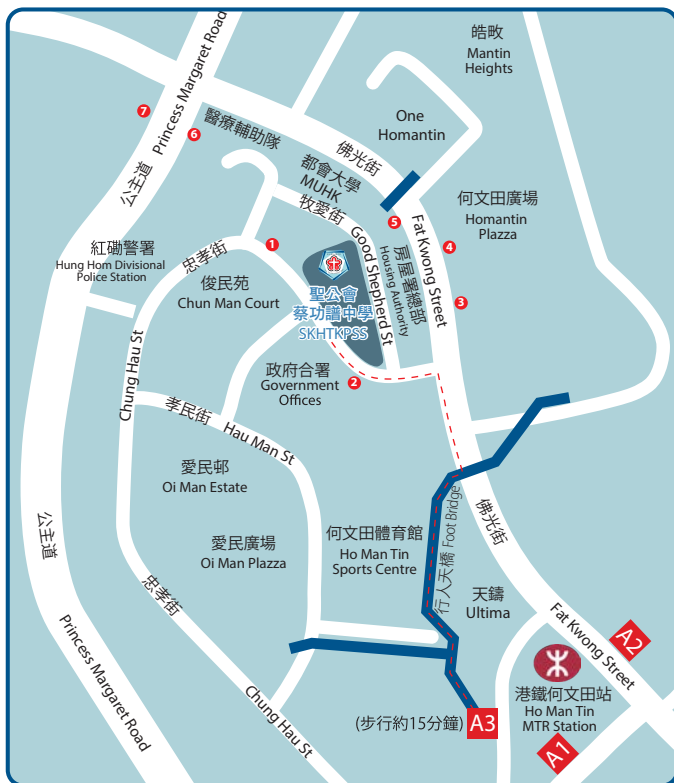 皓畋
Mantin
Heights
One
Homantin
Princess Margaret Road
公主道
7
6
醫療輔助隊
佛光街
都會大學
MUHK
牧愛街
Good Shepherd St
5
何文田廣場
Homantin
Plazza
4
3
Fat Kwong Street
房屋署總部
Housing Authority
紅磡警署
Hung Hom Divisional
Police Station
忠孝街
1
俊民苑
Chun Man Court
聖公會
蔡功譜中學
SKHTKPSS
Chung Hau St
政府合署
Government
Offices
2
孝民街
Hau Man St
愛民邨
Oi Man Estate
愛民廣場
Oi Man Plazza
何文田體育館
Ho Man Tin
Sports Centre
行人天橋 Foot Bridge
佛光街
天鑄
Ultima
Fat Kwong Street
公主道
Princess Margaret Road
忠孝街
Chung Hau St
A2
港鐵何文田站
Ho Man Tin
MTR Station
(步行約15分鐘)
A3
A1